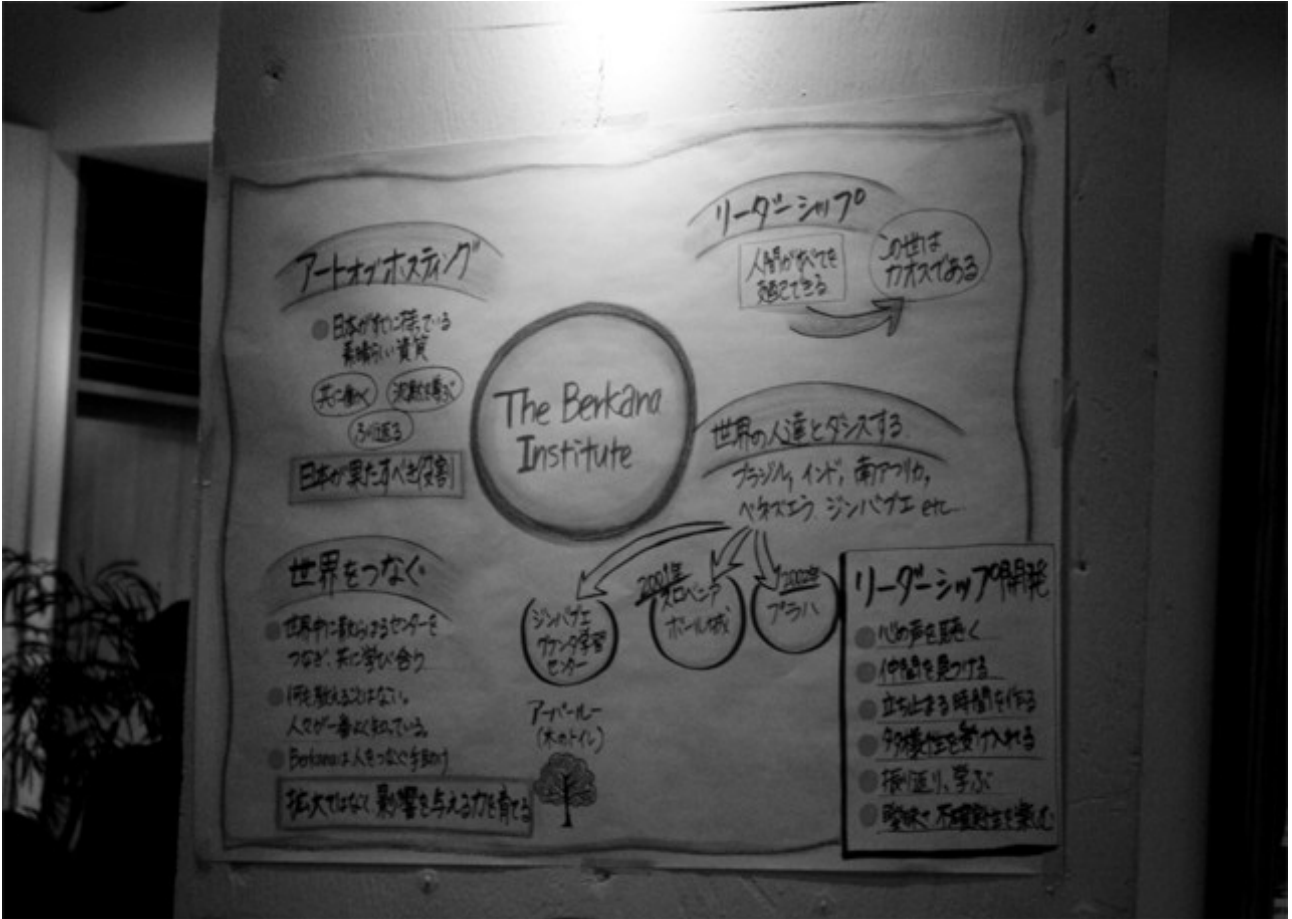 アートオブホスティング
日本がすでに持っている
素晴らしい資質
共に働く
沈黙を尊ぶ
ふり返る
日本が果たすべき役割
世界をつなぐ
世界中に散らばるセンターを
つなぎ、共に学び合う
何も教えることはない。
人々が一番よく知っている。
Berkanaは人をつなぐ手助け
拡大ではなく影響を与える力を育てる
The Berkana
Institute
リーダーシップ
人間がすべてを
できる
この世は
カオスである
世界の人達とダンスする
ブラジル, インド, 南アフリカ,
ベネズエラ, ジンバブエ etc...
ジンバブエ
クファンダ学習
センター
2001年
スロベニア
ボール城
2002年
プラハ
アーバールー
(木のトイレ)
リーダーシップ開発
心の声を聴く
仲間を見つける
立ち止まる時間を作る
多様性を受け入れる
振り返り、学ぶ
曖昧で不確実性を楽しむ